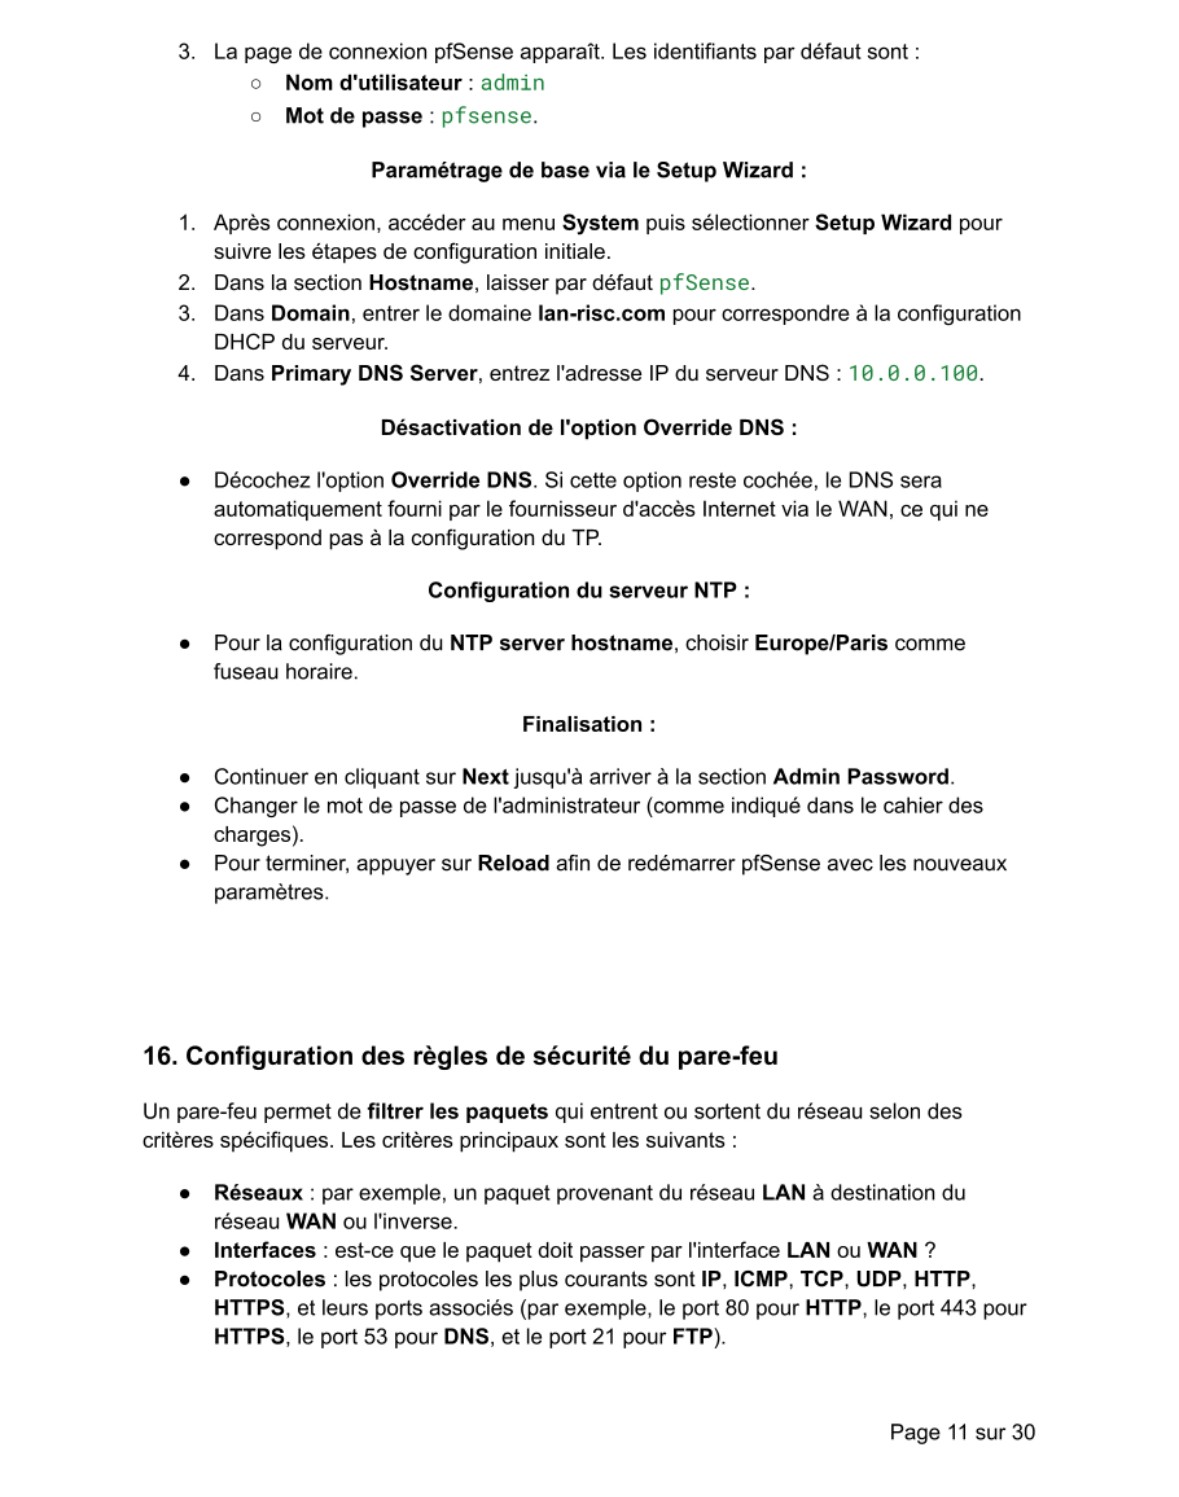 3. La page de connexion pfSense apparaît. Les identifiants par défaut sont :
○ Nom d'utilisateur : admin
○ Mot de passe : pfsense.
Paramétrage de base via le Setup Wizard :
1. Après connexion, accéder au menu System puis sélectionner Setup Wizard pour
suivre les étapes de configuration initiale.
2. Dans la section Hostname, laisser par défaut pfSense.
3. Dans Domain, entrer le domaine lan-risc.com pour correspondre à la configuration
DHCP du serveur.
4. Dans Primary DNS Server, entrez l'adresse IP du serveur DNS : 10.0.0.100.
Désactivation de l'option Override DNS :
● Décochez l'option Override DNS. Si cette option reste cochée, le DNS sera
automatiquement fourni par le fournisseur d'accès Internet via le WAN, ce qui ne
correspond pas à la configuration du TP.
Configuration du serveur NTP :
● Pour la configuration du NTP server hostname, choisir Europe/Paris comme
fuseau horaire.
Finalisation :
● Continuer en cliquant sur Next jusqu'à arriver à la section Admin Password.
● Changer le mot de passe de l'administrateur (comme indiqué dans le cahier des
charges).
● Pour terminer, appuyer sur Reload afin de redémarrer pfSense avec les nouveaux
paramètres.
16. Configuration des règles de sécurité du pare-feu
Un pare-feu permet de filtrer les paquets qui entrent ou sortent du réseau selon des
critères spécifiques. Les critères principaux sont les suivants :
● Réseaux : par exemple, un paquet provenant du réseau LAN à destination du
réseau WAN ou l'inverse.
● Interfaces : est-ce que le paquet doit passer par l'interface LAN ou WAN ?
● Protocoles : les protocoles les plus courants sont IP, ICMP, TCP, UDP, HTTP,
HTTPS, et leurs ports associés (par exemple, le port 80 pour HTTP, le port 443 pour
HTTPS, le port 53 pour DNS, et le port 21 pour FTP).
Page 11 sur 30